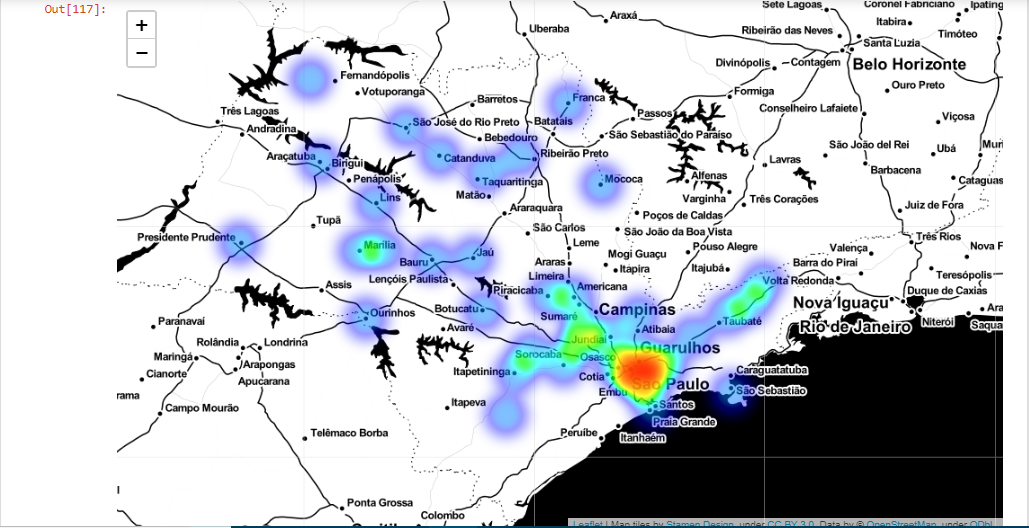 Out[117]:
+
−
Araxá
Sete Lagoas
Coronel Fabriciano
Uberaba
Itabira
Ribeirão das Neves
Timóteo
Santa Luzia
Divinópolis
Contagem
Belo Horizonte
Fernandópolis
Ouro Preto
Votuporanga
Formiga
Franca
Barretos
Três Lagoas
Passos
Conselheiro Lafaiete
Viçosa
São José do Rio Preto
Batatais
Andradina
São Sebastião do Paraíso
Bebedouro
São João del Rei
Ubá
Araçatuba
Birigui
Catanduva
Ribeirão Preto
Lavras
Barbacena
Penápolis
Taquaritinga
Mococa
Alfenas
Cataguas
Matão
Lins
Varginha
Três Corações
Juiz de Fora
Araraquara
Poços de Caldas
Tupã
São Carlos
São João da Boa Vista
Presidente Prudente
Marília
Leme
Pouso Alegre
Três Rios
Valença
Nova F
Jaú
Mogi Guaçu
Bauru
Araras
Barra do Piraí
Itapira
Itajubá
Teresópolis
Lençóis Paulista
Limeira
Volta Redonda
Assis
Piracicaba
Americana
Duque de Caxias
Nova Iguaçu
Botucatu
Campinas
Ourinhos
Sumaré
Niterói
Paranavaí
Taubaté
Rio de Janeiro
Saqua
Avaré
Atibaia
Jundiaí
Rolândia
Londrina
Guarulhos
Maringá
Sorocaba
Osasco
Arapongas
Itapetininga
Caraguatatuba
Cianorte
Cotia
Apucarana
São Paulo
São Sebastião
Embu
rama
Itapeva
Santos
Campo Mourão
Praia Grande
Telêmaco Borba
Peruíbe
Itanhaém
Ponta Grossa
Colombo
Leaflet | Map tiles by Stamen Design, under CC BY 3.0. Data by © OpenStreetMap, under ODbL